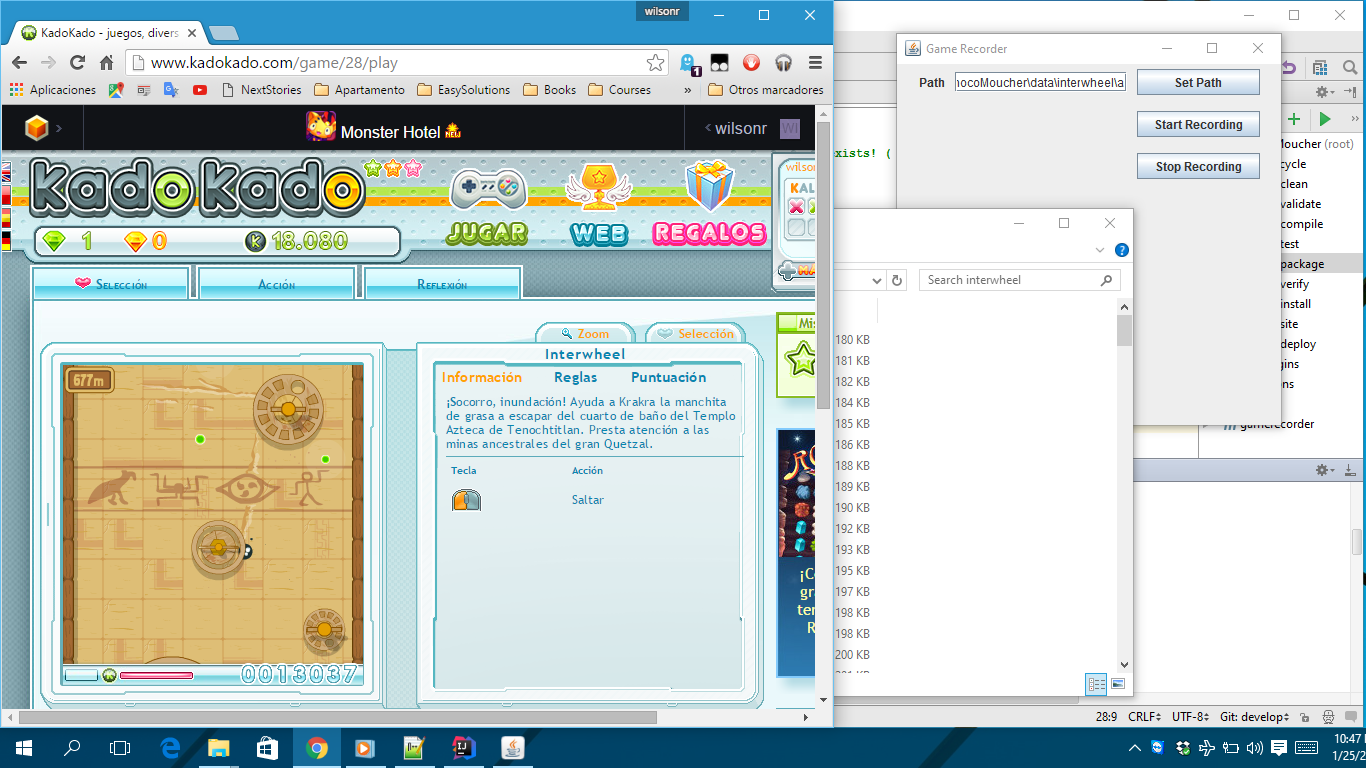 wilsonr
KadoKado - juegos, divers
www.kadokado.com/game/28/play
Aplicaciones
NextStories
Apartamento
EasySolutions
Books
Courses
»
Otros marcadores
Monster Hotel NEW
wilsonr
WI
KadoKado
1
0
K 18.080
JUGAR
WEB
REGALOS
wilson
KAL
Selección
Acción
Reflexión
Zoom
Selección
Mis
Interwheel
Información
Reglas
Puntuación
¡Socorro, inundación! Ayuda a Krakra la manchita
de grasa a escapar del cuarto de baño del Templo
Azteca de Tenochtitlan. Presta atención a las
minas ancestrales del gran Quetzal.
Tecla
Acción
Saltar
677m
0013037
Game Recorder
Path
ocoMoucher\data\interwheel\a
Set Path
Start Recording
Stop Recording
xists! (
Moucher (root)
cycle
clean
validate
compile
test
package
verify
install
site
deploy
gins
ns
gamerecorder
Search interwheel
180 KB
181 KB
182 KB
184 KB
185 KB
186 KB
188 KB
189 KB
190 KB
192 KB
193 KB
195 KB
197 KB
198 KB
198 KB
200 KB
201 KB
28:9
CRLF
UTF-8
Git: develop
10:47
1/25/2